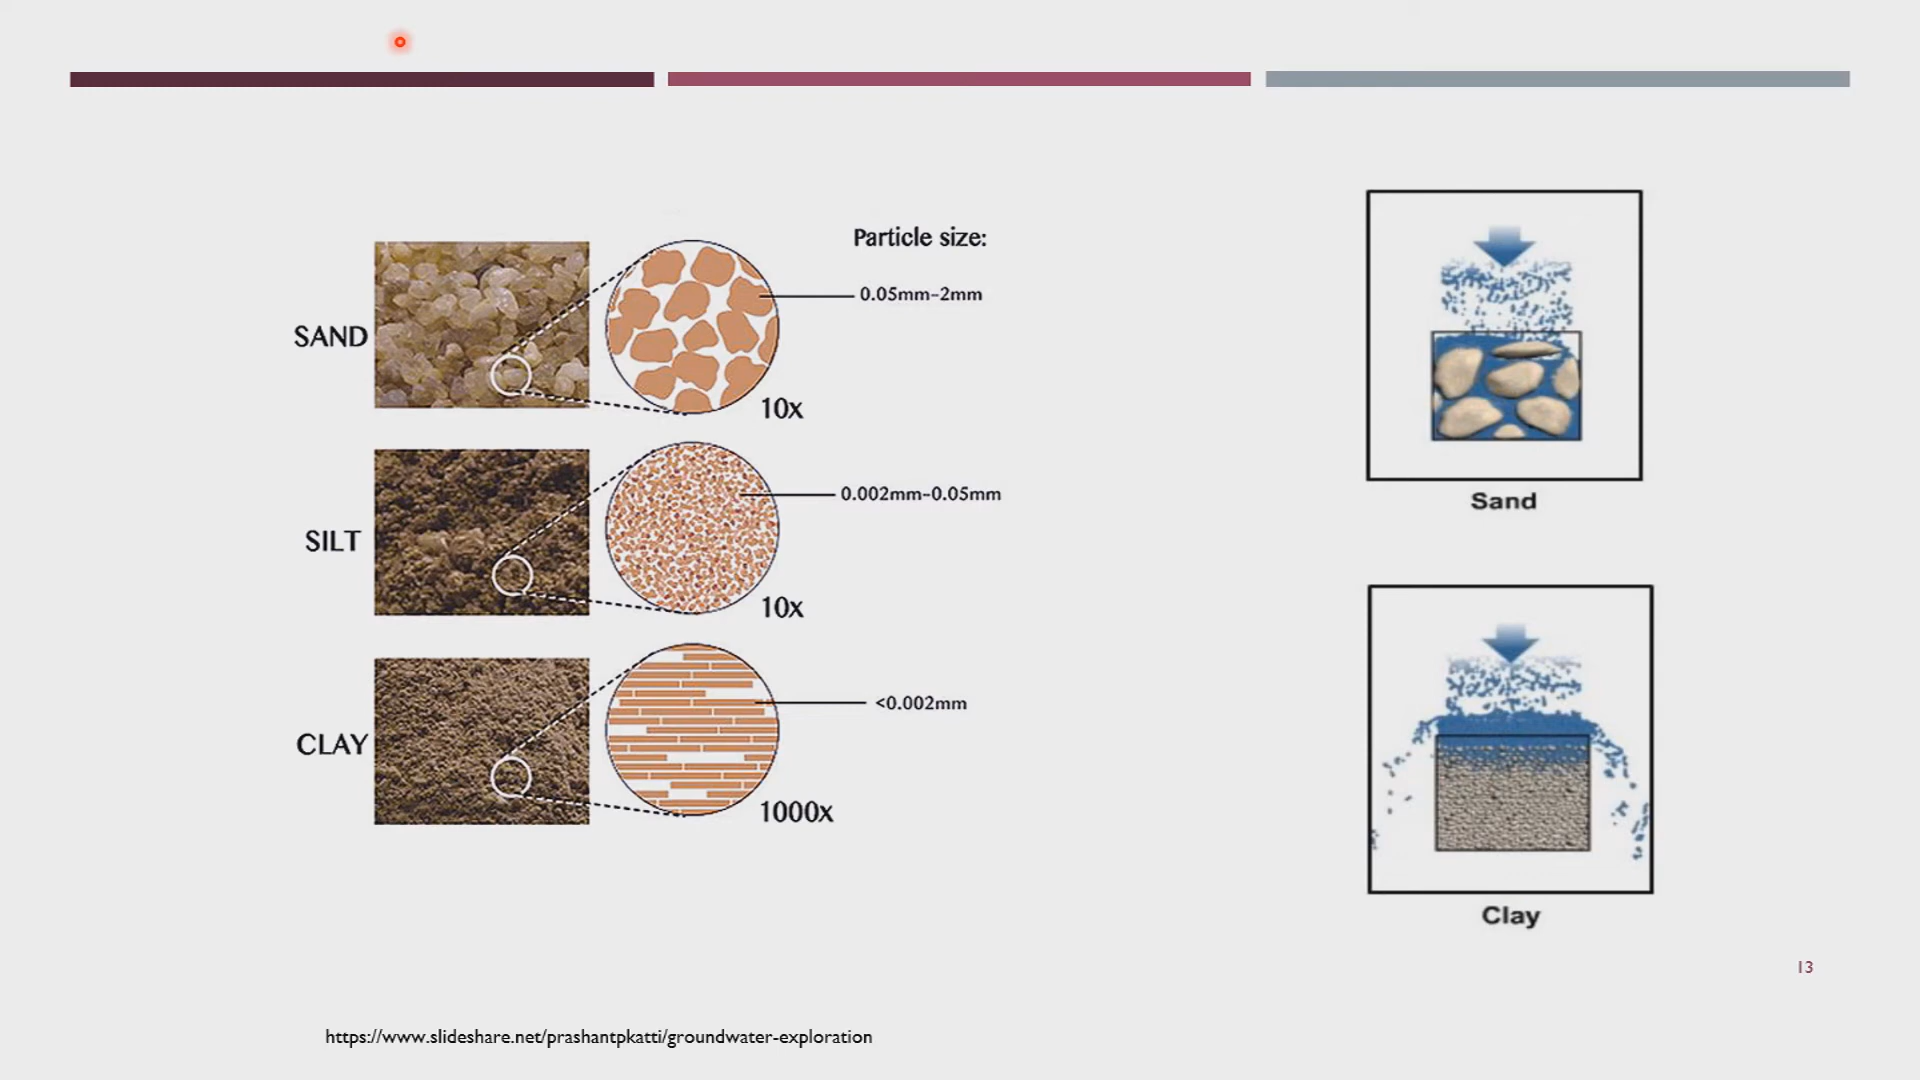 Particle size:
SAND
0.05mm-2mm
10x
SILT
0.002mm-0.05mm
10x
CLAY
<0.002mm
1000x
Sand
Clay
13
https://www.slideshare.net/prashantpkatti/groundwater-exploration